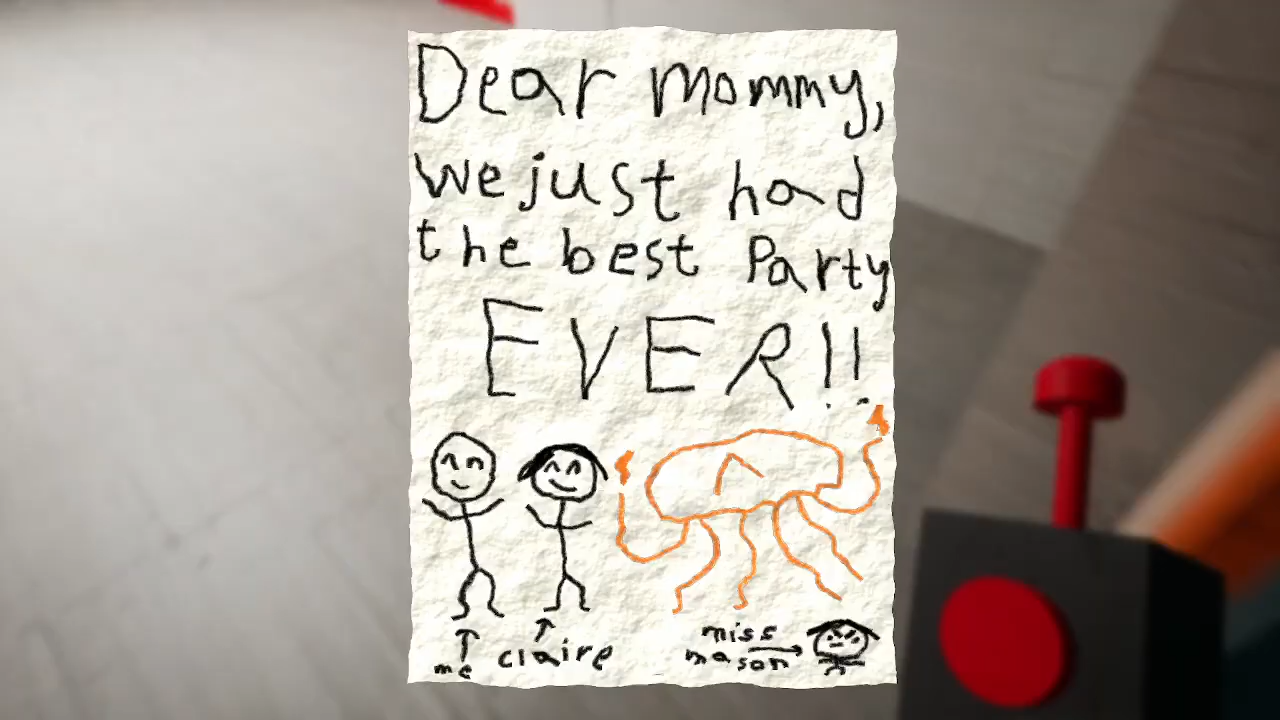 Dear mommy,
we just had
the best Party
EVER!!
me
claire
miss
mason